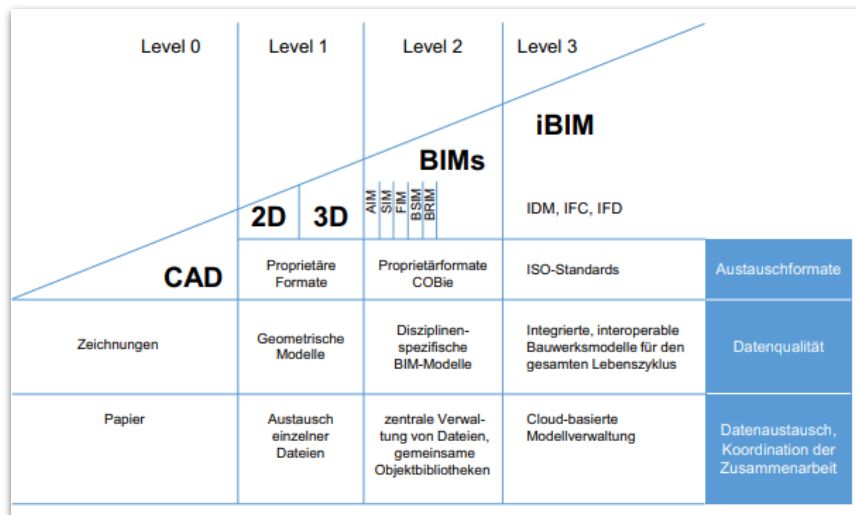 Level 0
Level 1
Level 2
Level 3
iBIM
BIMs
AIM
SIM
FIM
BSIM
BRIM
2D
3D
IDM, IFC, IFD
CAD
Proprietäre
Formate
Proprietärformate
COBie
ISO-Standards
Austauschformate
Zeichnungen
Geometrische
Modelle
Disziplinen-
spezifische
BIM-Modelle
Integrierte, interoperable
Bauwerksmodelle für den
gesamten Lebenszyklus
Datenqualität
Papier
Austausch
einzelner
Dateien
zentrale Verwal-
tung von Dateien,
gemeinsame
Objektbibliotheken
Cloud-basierte
Modellverwaltung
Datenaustausch,
Koordination der
Zusammenarbeit